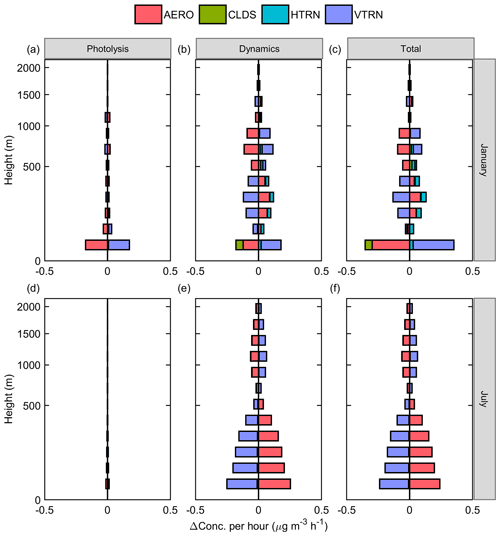 AERO CLDS HTRN VTRN
(a) Photolysis (b) Dynamics (c) Total
2000
1500
1000
500
0
Height (m)
January
-0.5 0 0.5 -0.5 0 0.5 -0.5 0 0.5
(d) (e) (f)
2000
1500
1000
500
0
Height (m)
July
-0.5 0 0.5 -0.5 0 0.5 -0.5 0 0.5
ΔConc. per hour (μg m⁻³ h⁻¹)